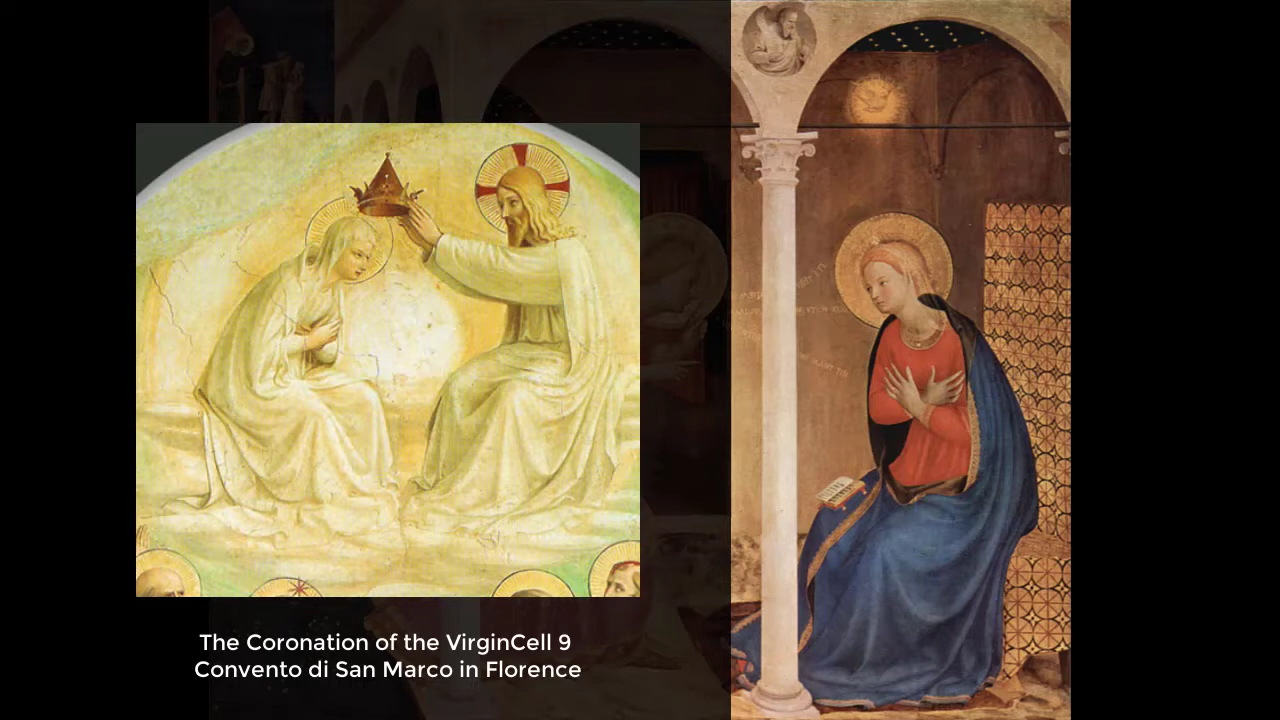 The Coronation of the VirginCell 9
Convento di San Marco in Florence